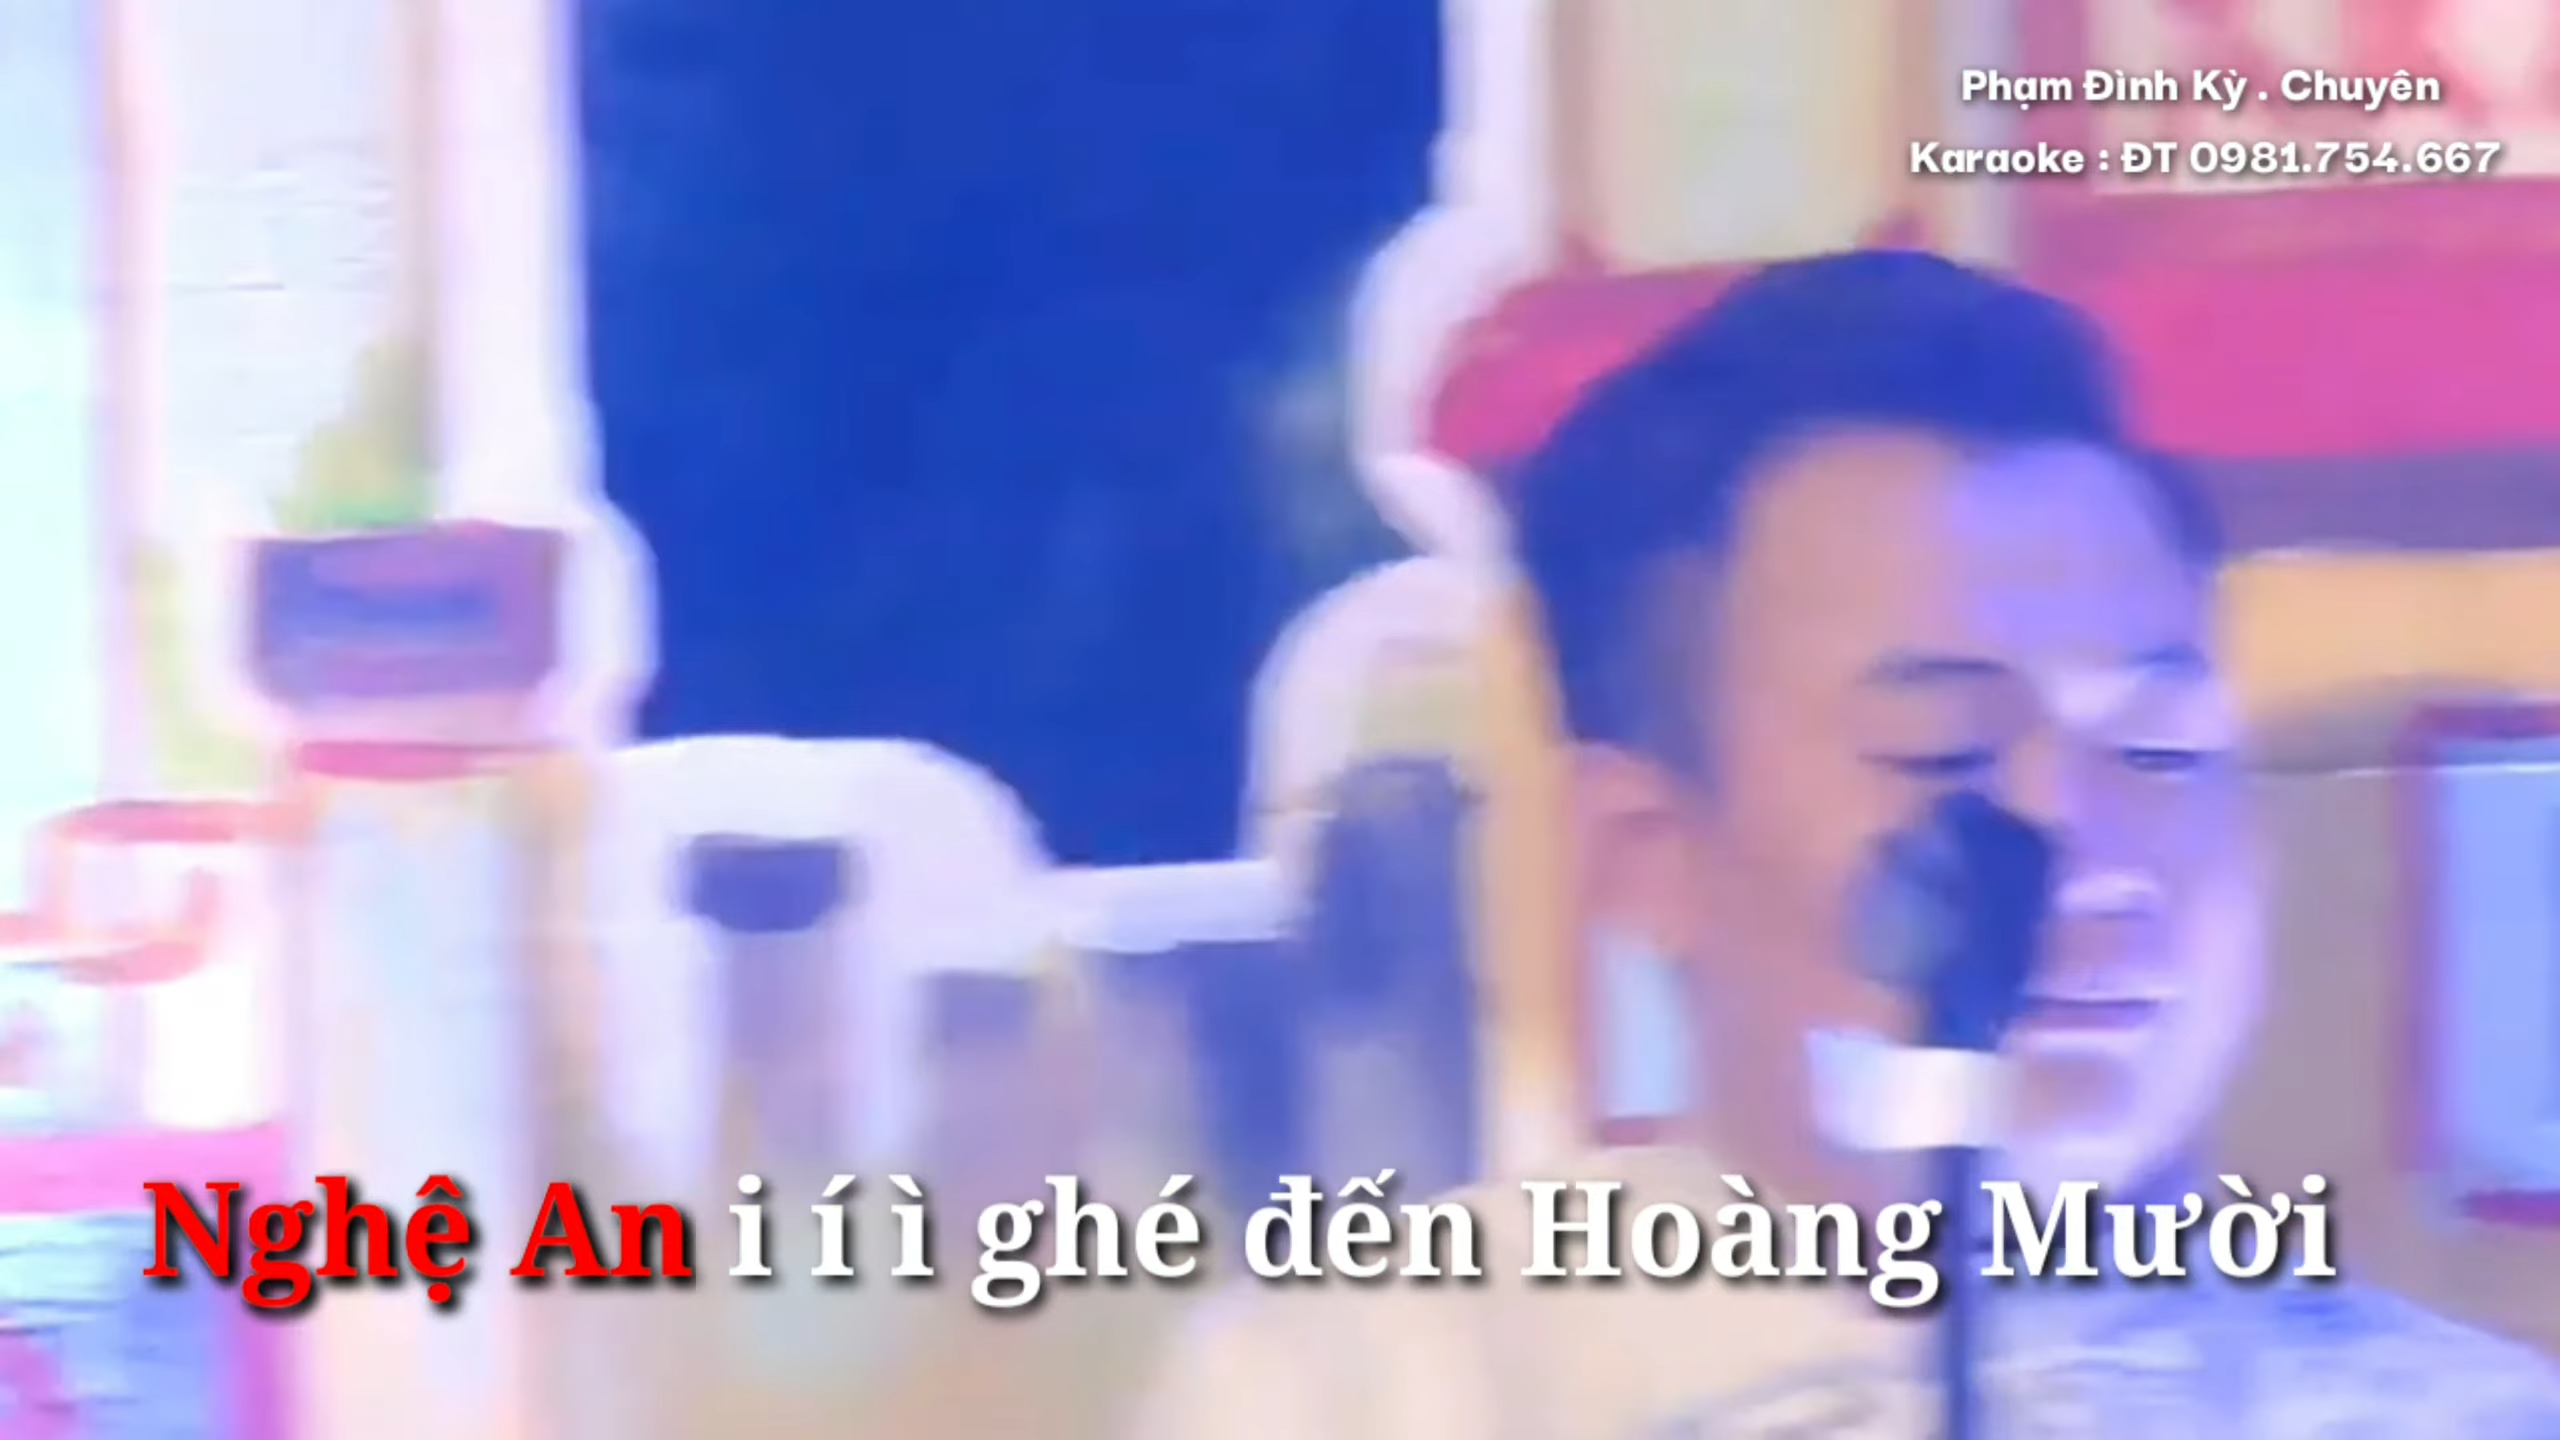 Phạm Đình Kỳ . Chuyên
Karaoke : ĐT 0981.754.667
Nghệ An i í ì ghé đến Hoàng Mười